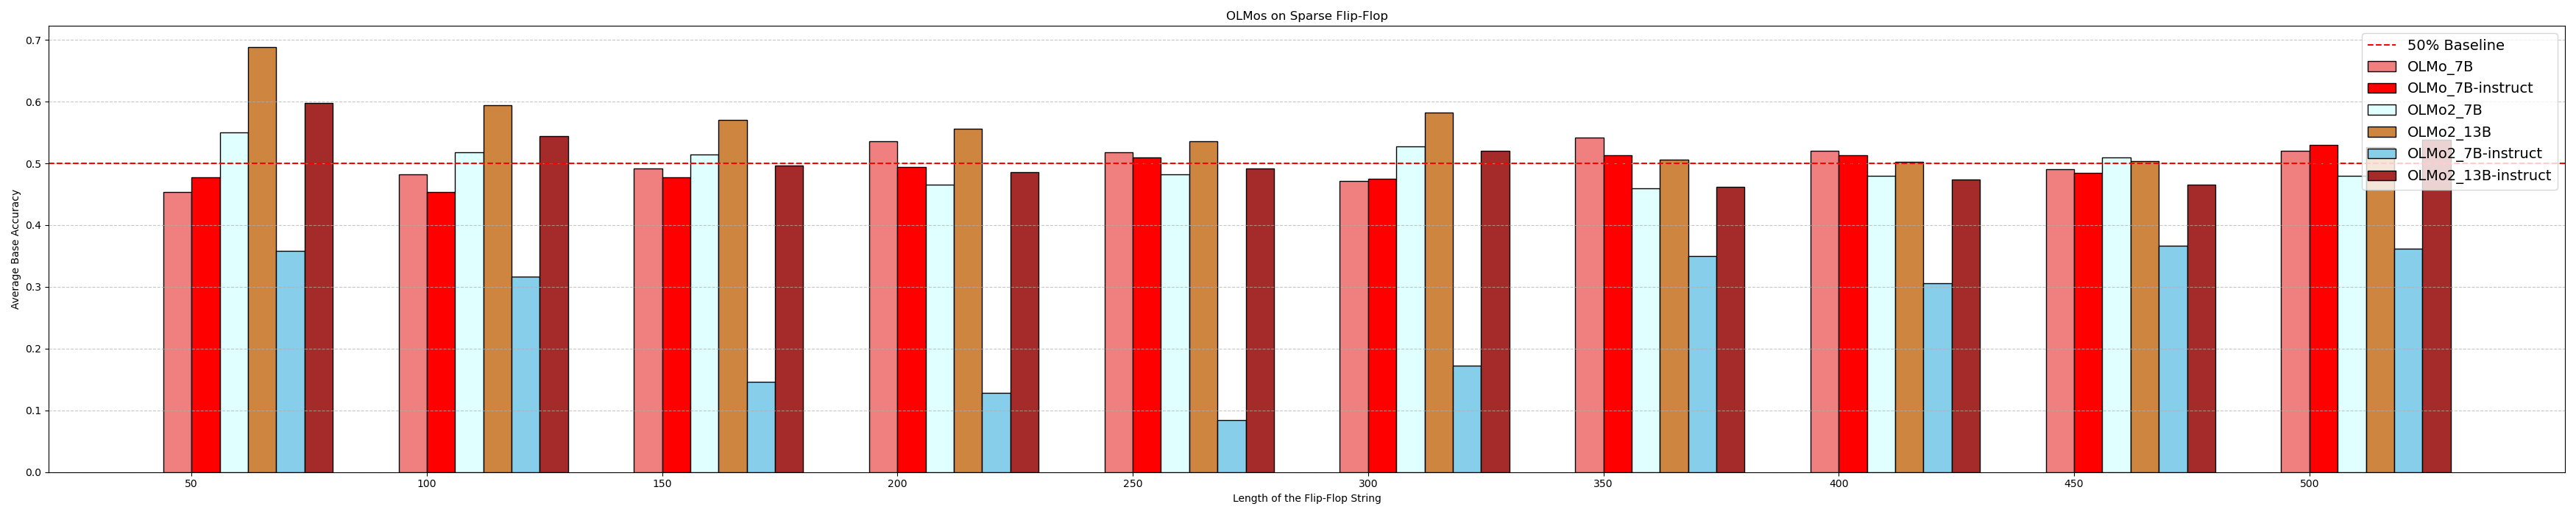 OLMos on Sparse Flip-Flop
Average Base Accuracy
0.7
0.6
0.5
0.4
0.3
0.2
0.1
0.0
50% Baseline
OLMo_7B
OLMo_7B-instruct
OLMo2_7B
OLMo2_13B
OLMo2_7B-instruct
OLMo2_13B-instruct
50 100 150 200 250 300 350 400 450 500
Length of the Flip-Flop String